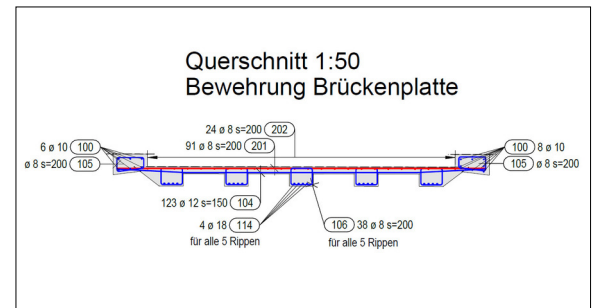 Querschnitt 1:50
Bewehrung Brückenplatte
24 ø 8 s=200 202
91 ø 8 s=200 201
6 ø 10 100
ø 8 s=200 105
100 8 ø 10
105 ø 8 s=200
123 ø 12 s=150 104
4 ø 18 114
für alle 5 Rippen
106 38 ø 8 s=200
für alle 5 Rippen